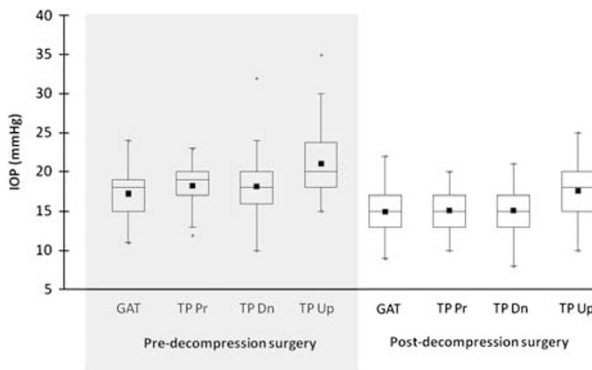 40
35
30
25
20
15
10
5
IOP (mmHg)
GAT TP Pr TP Dn TP Up GAT TP Pr TP Dn TP Up
Pre-decompression surgery Post-decompression surgery